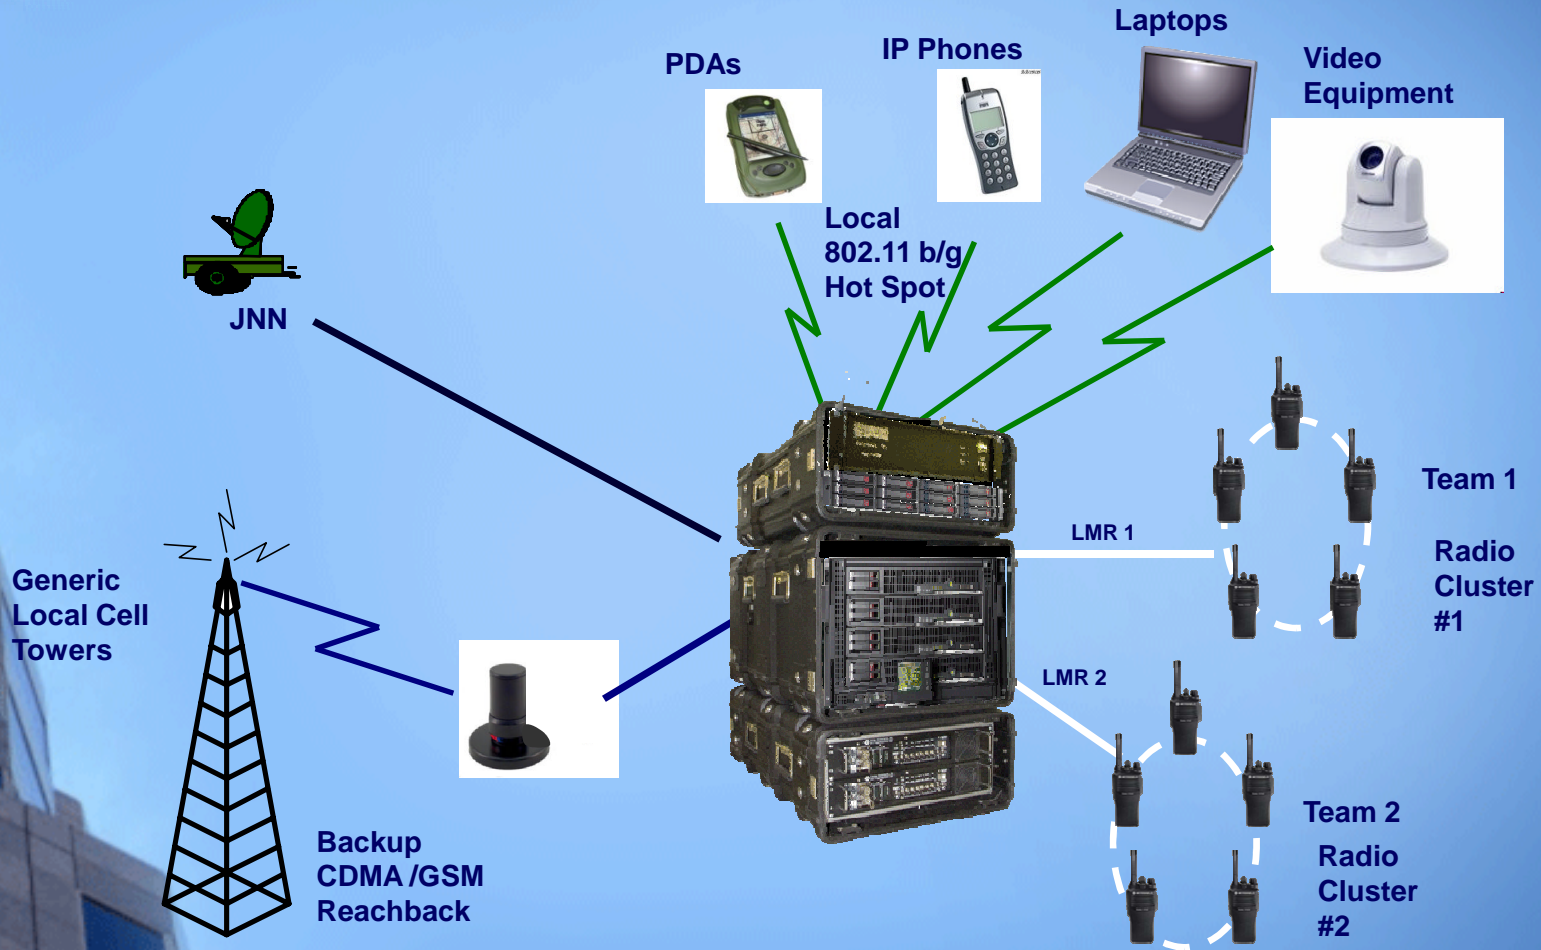 Laptops
IP Phones
PDAs
Video
Equipment
Local
802.11 b/g
Hot Spot
JNN
Team 1
LMR 1
Radio
Cluster
#1
Generic
Local Cell
Towers
LMR 2
Team 2
Backup
CDMA /GSM
Reachback
Radio
Cluster
#2